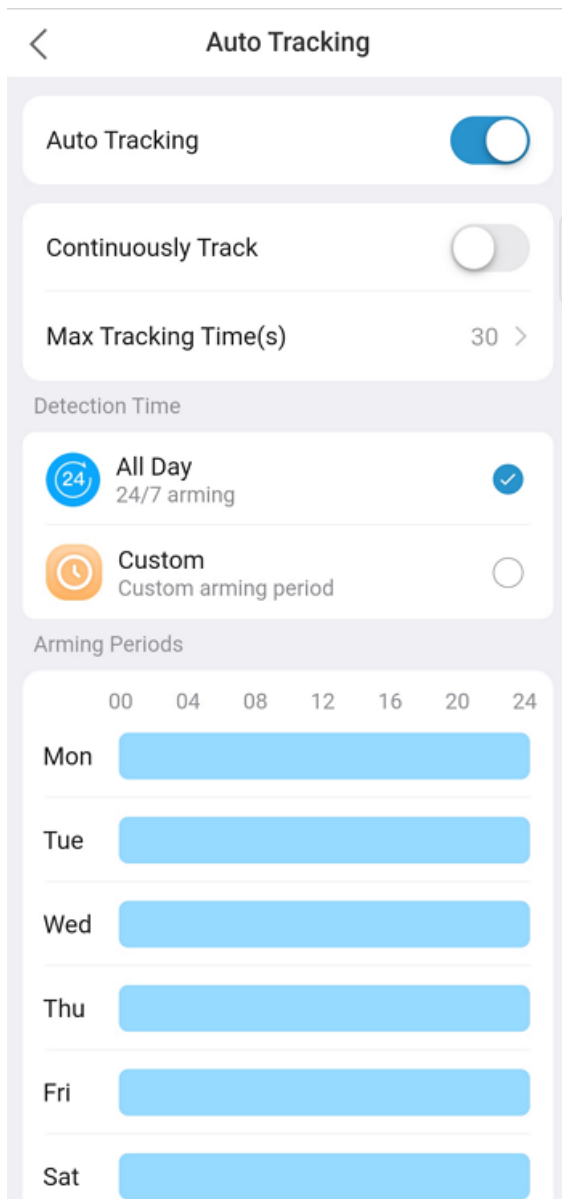 Auto Tracking
Auto Tracking
Continuously Track
Max Tracking Time(s) 30
Detection Time
24
All Day
24/7 arming
Custom
Custom arming period
Arming Periods
00 04 08 12 16 20 24
Mon
Tue
Wed
Thu
Fri
Sat